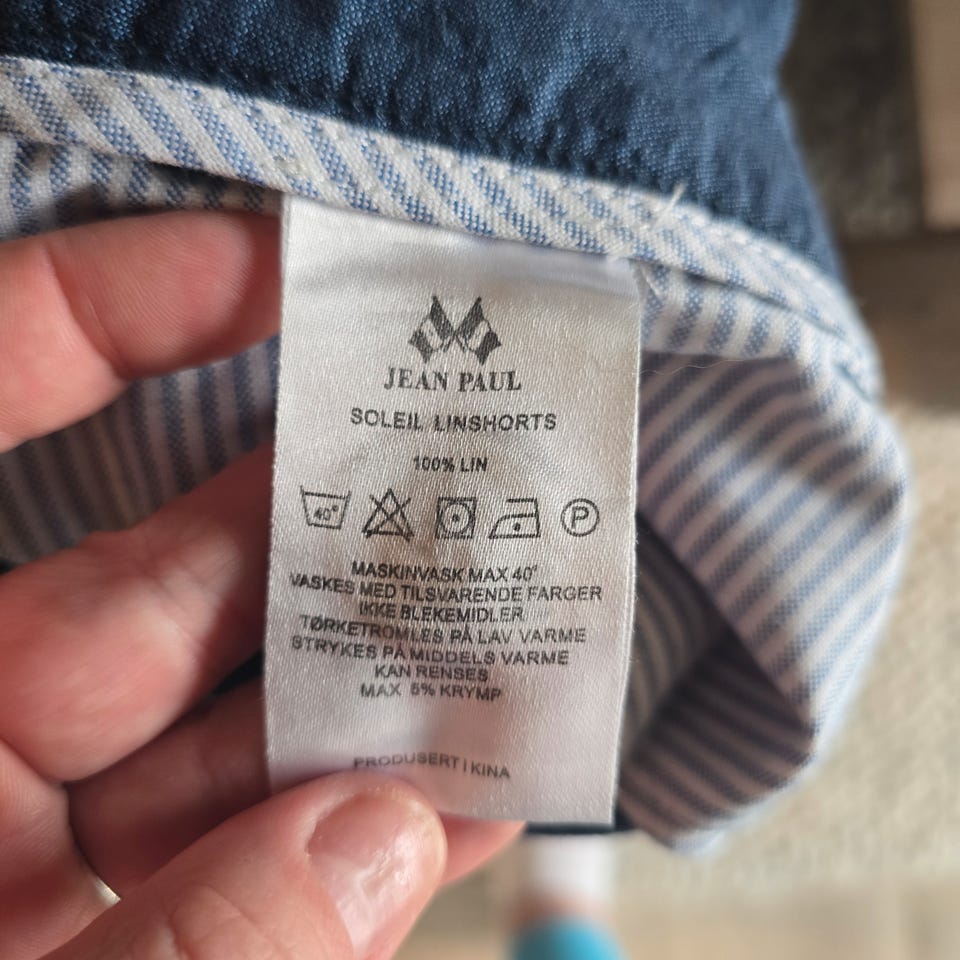 JEAN PAUL
SOLEIL LINSHORTS
100% LIN
40° P
MASKINVASK MAX 40°
VASKES MED TILSVARENDE FARGER
IKKE BLEKEMIDLER
TØRKETROMLES PÅ LAV VARME
STRYKES PÅ MIDDELS VARME
KAN RENSES
MAX 5% KRYMP
PRODUSERT I KINA